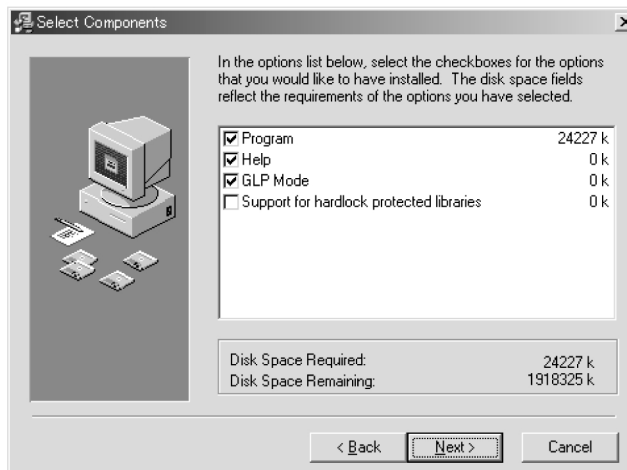 Select Components
In the options list below, select the checkboxes for the options
that you would like to have installed. The disk space fields
reflect the requirements of the options you have selected.
Program 24227 k
Help 0 k
GLP Mode 0 k
Support for hardlock protected libraries 0 k
Disk Space Required: 24227 k
Disk Space Remaining: 1918325 k
< Back Next > Cancel